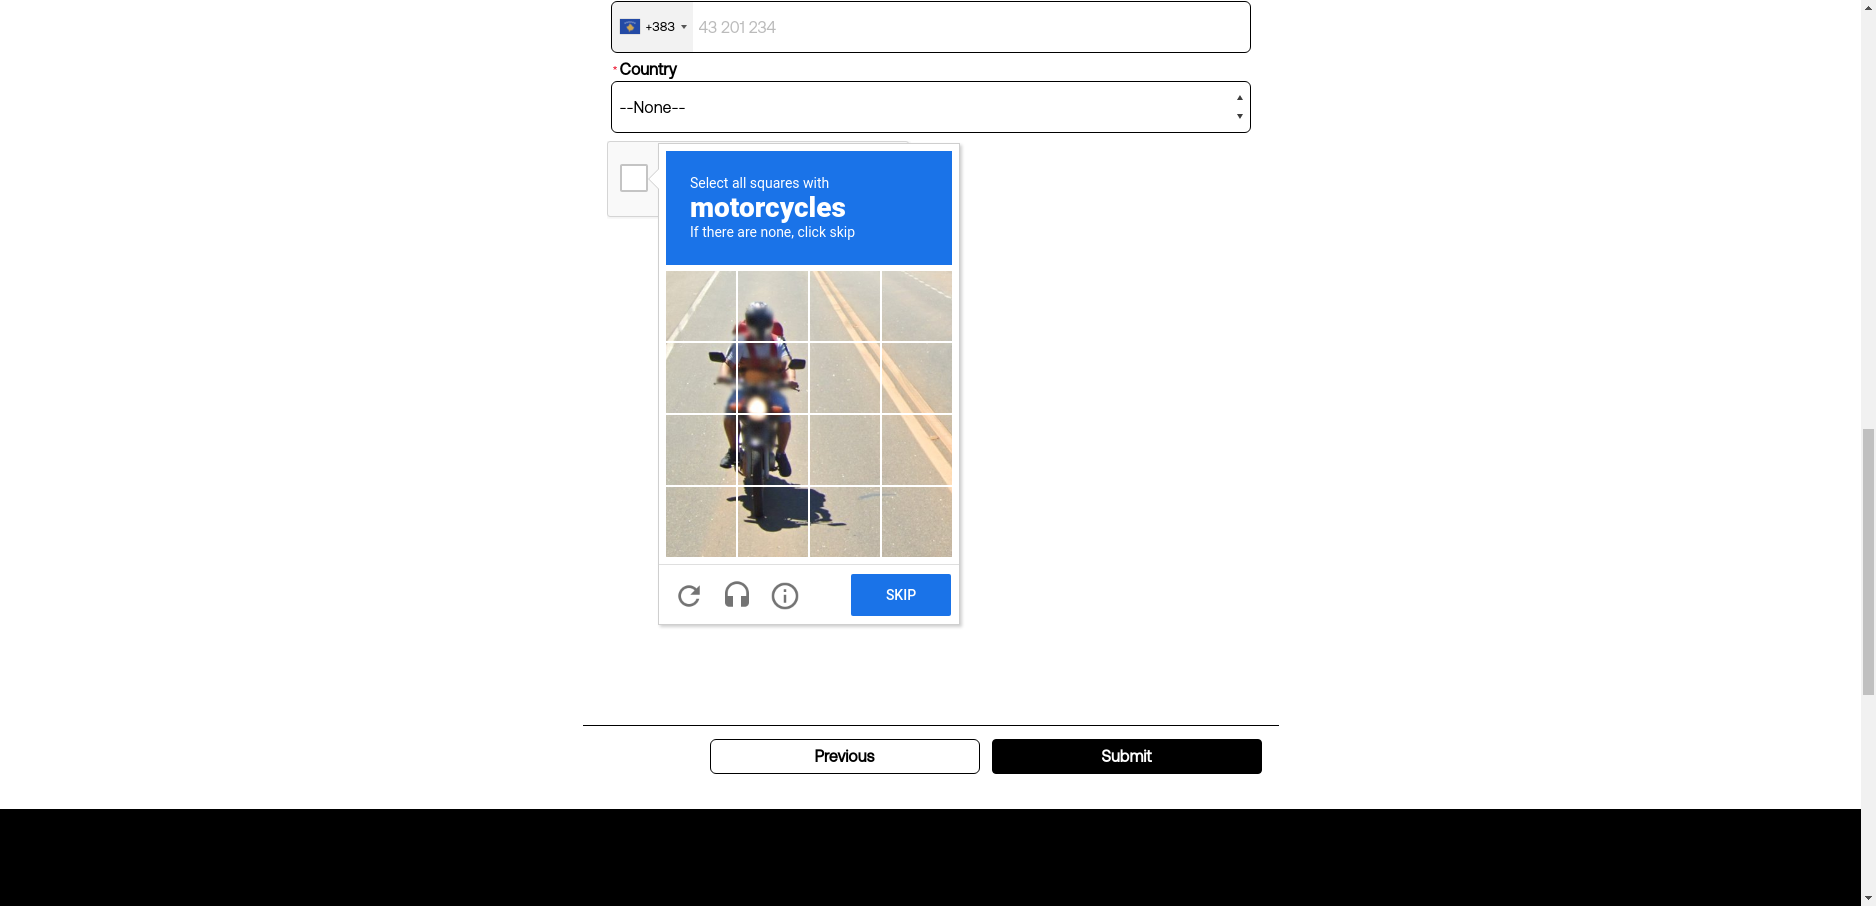 +383 43 201 234
* Country
--None--
Select all squares with
motorcycles
If there are none, click skip
SKIP
Previous
Submit